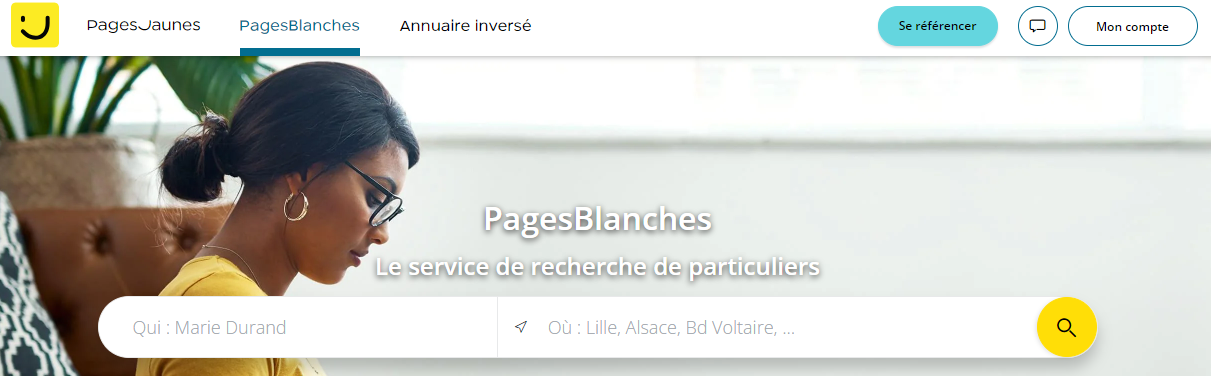 PagesJaunes
PagesBlanches
Annuaire inversé
Se référencer
Mon compte
PagesBlanches
Le service de recherche de particuliers
Qui : Marie Durand
Où : Lille, Alsace, Bd Voltaire, ...